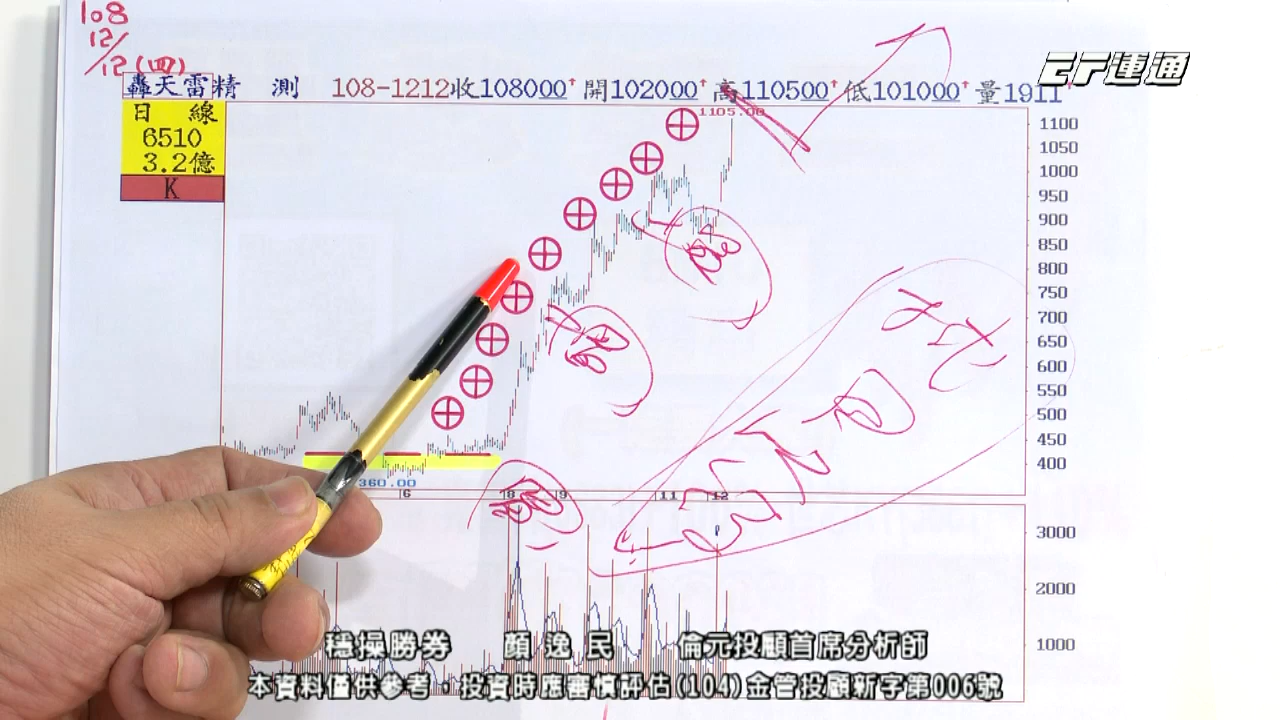 108
12/
12(四)
ET運通
轟天雷精 測 108-1212收108000↑開102000↑高110500↑低101000↑量1911↑
日 線
6510
3.2億
K
1105.00
1100
1050
1000
950
900
850
800
750
700
650
600
550
500
450
400
360.00
6 8 9 11 12
3000
2000
1000
穩操勝券 顏逸民 倫元投顧首席分析師
本資料僅供參考,投資時應審慎評估(104)金管投顧新字第006號